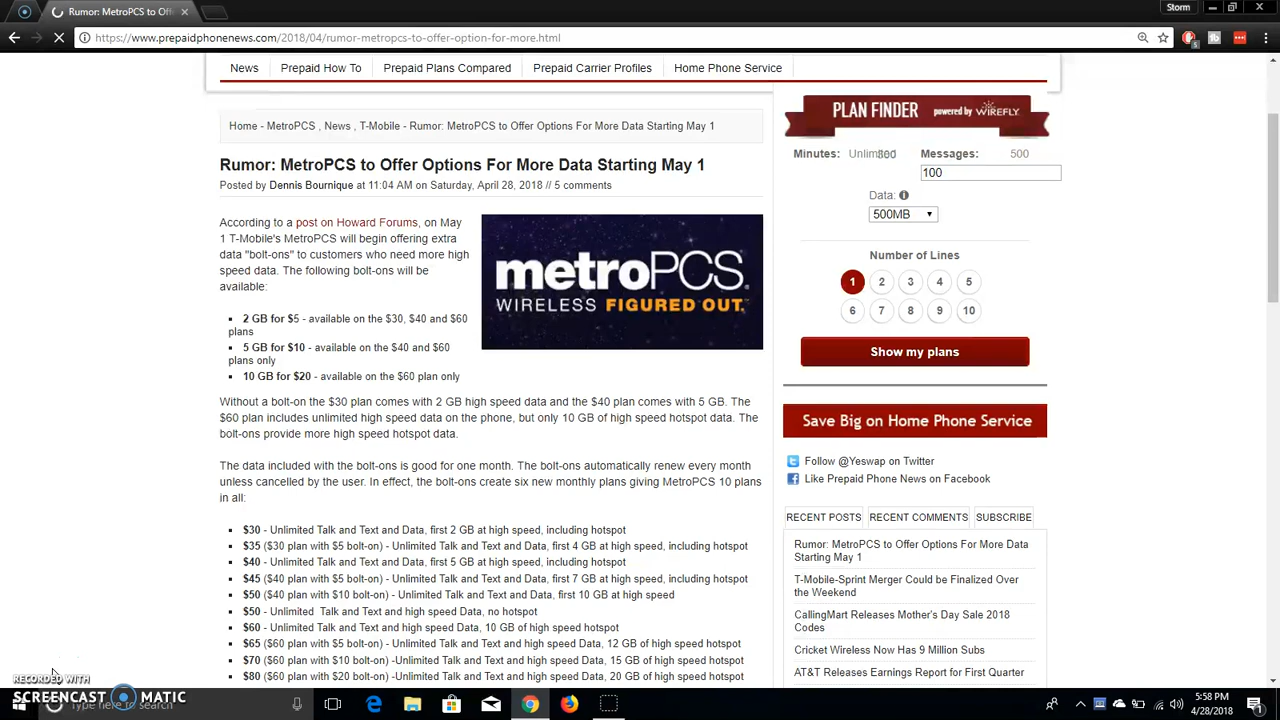 Rumor: MetroPCS to Off
Storm
https://www.prepaidphonenews.com/2018/04/rumor-metropcs-to-offer-option-for-more.html
News Prepaid How To Prepaid Plans Compared Prepaid Carrier Profiles Home Phone Service
Home - MetroPCS , News , T-Mobile - Rumor: MetroPCS to Offer Options For More Data Starting May 1
Rumor: MetroPCS to Offer Options For More Data Starting May 1
Posted by Dennis Bournique at 11:04 AM on Saturday, April 28, 2018 // 5 comments
According to a post on Howard Forums, on May
1 T-Mobile's MetroPCS will begin offering extra
data "bolt-ons" to customers who need more high
speed data. The following bolt-ons will be
available:
metroPCS.
WIRELESS FIGURED OUT.™
2 GB for $5 - available on the $30, $40 and $60
plans
5 GB for $10 - available on the $40 and $60
plans only
10 GB for $20 - available on the $60 plan only
Without a bolt-on the $30 plan comes with 2 GB high speed data and the $40 plan comes with 5 GB. The
$60 plan includes unlimited high speed data on the phone, but only 10 GB of high speed hotspot data. The
bolt-ons provide more high speed hotspot data.
The data included with the bolt-ons is good for one month. The bolt-ons automatically renew every month
unless cancelled by the user. In effect, the bolt-ons create six new monthly plans giving MetroPCS 10 plans
in all:
$30 - Unlimited Talk and Text and Data, first 2 GB at high speed, including hotspot
$35 ($30 plan with $5 bolt-on) - Unlimited Talk and Text and Data, first 4 GB at high speed, including hotspot
$40 - Unlimited Talk and Text and Data, first 5 GB at high speed, including hotspot
$45 ($40 plan with $5 bolt-on) - Unlimited Talk and Text and Data, first 7 GB at high speed, including hotspot
$50 ($40 plan with $10 bolt-on) - Unlimited Talk and Text and Data, first 10 GB at high speed
$50 - Unlimited Talk and Text and high speed Data, no hotspot
$60 - Unlimited Talk and Text and high speed Data, 10 GB of high speed hotspot
$65 ($60 plan with $5 bolt-on) - Unlimited Talk and Text and high speed Data, 12 GB of high speed hotspot
$70 ($60 plan with $10 bolt-on) -Unlimited Talk and Text and high speed Data, 15 GB of high speed hotspot
$80 ($60 plan with $20 bolt-on) - Unlimited Talk and Text and high speed Data, 20 GB of high speed hotspot
PLAN FINDER powered by WIREFLY.
Minutes: Messages: 500
100
Data:
500MB
Number of Lines
1 2 3 4 5
6 7 8 9 10
Show my plans
Save Big on Home Phone Service
Follow @Yeswap on Twitter
Like Prepaid Phone News on Facebook
RECENT POSTS RECENT COMMENTS SUBSCRIBE
Rumor: MetroPCS to Offer Options For More Data
Starting May 1
T-Mobile-Sprint Merger Could be Finalized Over
the Weekend
CallingMart Releases Mother's Day Sale 2018
Codes
Cricket Wireless Now Has 9 Million Subs
AT&T Releases Earnings Report for First Quarter
RECORDED WITH
SCREENCAST MATIC
5:58 PM
4/28/2018